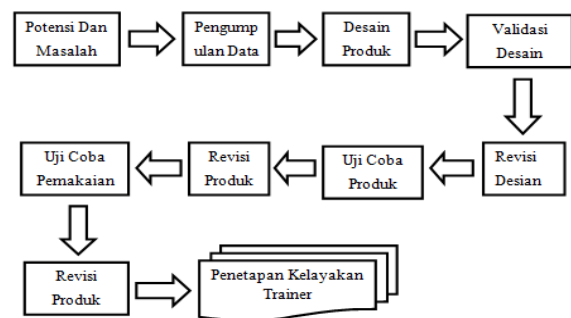 Potensi Dan
Masalah
Pengump
ulan Data
Desain
Produk
Validasi
Desain
Revisi
Desian
Uji Coba
Produk
Revisi
Produk
Uji Coba
Pemakaian
Revisi
Produk
Penetapan Kelayakan
Trainer